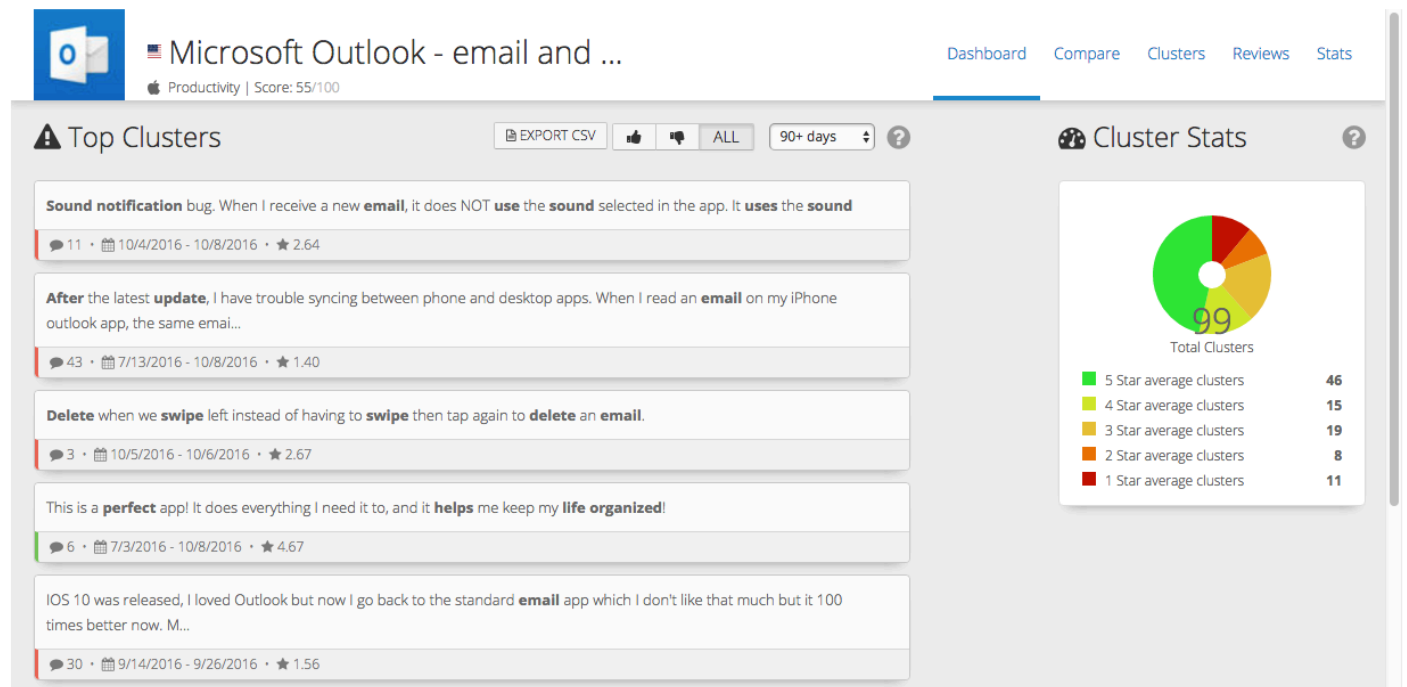 Microsoft Outlook - email and ...
Productivity | Score: 55/100
Dashboard Compare Clusters Reviews Stats
Top Clusters
EXPORT CSV ALL 90+ days ?
Sound notification bug. When I receive a new email, it does NOT use the sound selected in the app. It uses the sound
11 • 10/4/2016 - 10/8/2016 • ★ 2.64
After the latest update, I have trouble syncing between phone and desktop apps. When I read an email on my iPhone
outlook app, the same emai...
43 • 7/13/2016 - 10/8/2016 • ★ 1.40
Delete when we swipe left instead of having to swipe then tap again to delete an email.
3 • 10/5/2016 - 10/6/2016 • ★ 2.67
This is a perfect app! It does everything I need it to, and it helps me keep my life organized!
6 • 7/3/2016 - 10/8/2016 • ★ 4.67
IOS 10 was released, I loved Outlook but now I go back to the standard email app which I don't like that much but it 100
times better now. M...
30 • 9/14/2016 - 9/26/2016 • ★ 1.56
Cluster Stats ?
99
Total Clusters
5 Star average clusters 46
4 Star average clusters 15
3 Star average clusters 19
2 Star average clusters 8
1 Star average clusters 11